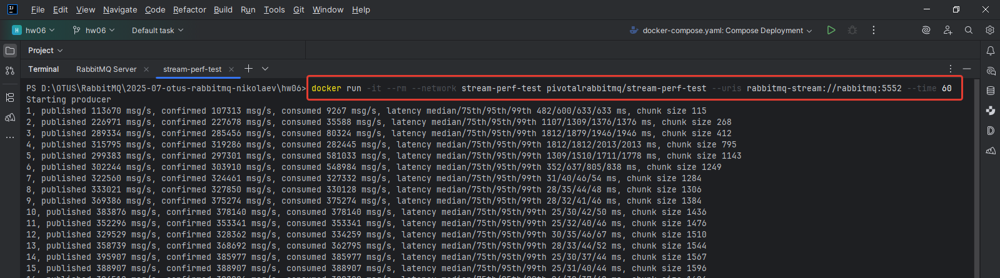 File Edit View Navigate Code Refactor Build Run Tools Git Window Help
H hw06 hw06 Default task docker-compose.yaml: Compose Deployment
Project
Terminal RabbitMQ Server stream-perf-test
PS D:\OTUS\RabbitMQ\2025-07-otus-rabbitmq-nikolaev\hw06> docker run -it --rm --network stream-perf-test pivotalrabbitmq/stream-perf-test --uris rabbitmq-stream://rabbitmq:5552 --time 60
Starting producer
1, published 113670 msg/s, confirmed 107313 msg/s, consumed 9267 msg/s, latency median/75th/95th/99th 482/600/633/633 ms, chunk size 115
2, published 226971 msg/s, confirmed 227678 msg/s, consumed 35588 msg/s, latency median/75th/95th/99th 1107/1309/1376/1376 ms, chunk size 268
3, published 289334 msg/s, confirmed 285456 msg/s, consumed 80324 msg/s, latency median/75th/95th/99th 1812/1879/1946/1946 ms, chunk size 412
4, published 315795 msg/s, confirmed 319286 msg/s, consumed 282445 msg/s, latency median/75th/95th/99th 1812/1812/2013/2013 ms, chunk size 795
5, published 299383 msg/s, confirmed 297301 msg/s, consumed 581033 msg/s, latency median/75th/95th/99th 1309/1510/1711/1778 ms, chunk size 1143
6, published 302244 msg/s, confirmed 303910 msg/s, consumed 548984 msg/s, latency median/75th/95th/99th 352/637/805/838 ms, chunk size 1249
7, published 322560 msg/s, confirmed 324461 msg/s, consumed 327332 msg/s, latency median/75th/95th/99th 31/40/46/54 ms, chunk size 1284
8, published 333021 msg/s, confirmed 327850 msg/s, consumed 330128 msg/s, latency median/75th/95th/99th 28/35/44/48 ms, chunk size 1306
9, published 369386 msg/s, confirmed 375274 msg/s, consumed 375274 msg/s, latency median/75th/95th/99th 28/32/41/46 ms, chunk size 1384
10, published 383876 msg/s, confirmed 378140 msg/s, consumed 378140 msg/s, latency median/75th/95th/99th 25/30/42/50 ms, chunk size 1436
11, published 352296 msg/s, confirmed 353341 msg/s, consumed 353341 msg/s, latency median/75th/95th/99th 25/32/40/46 ms, chunk size 1476
12, published 329529 msg/s, confirmed 328362 msg/s, consumed 334259 msg/s, latency median/75th/95th/99th 30/35/46/67 ms, chunk size 1510
13, published 358739 msg/s, confirmed 368692 msg/s, consumed 362795 msg/s, latency median/75th/95th/99th 28/33/44/52 ms, chunk size 1544
14, published 395907 msg/s, confirmed 385977 msg/s, consumed 385977 msg/s, latency median/75th/95th/99th 25/30/37/44 ms, chunk size 1567
15, published 388907 msg/s, confirmed 388907 msg/s, consumed 388907 msg/s, latency median/75th/95th/99th 25/31/40/44 ms, chunk size 1596